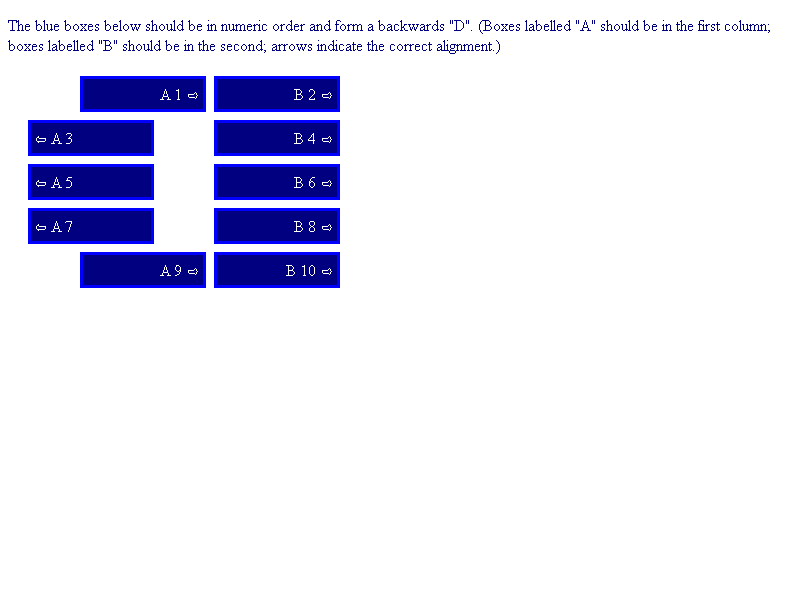 The blue boxes below should be in numeric order and form a backwards "D". (Boxes labelled "A" should be in the first column;
boxes labelled "B" should be in the second; arrows indicate the correct alignment.)
A 1 ⇨ B 2 ⇨
⇦ A 3 B 4 ⇨
⇦ A 5 B 6 ⇨
⇦ A 7 B 8 ⇨
A 9 ⇨ B 10 ⇨